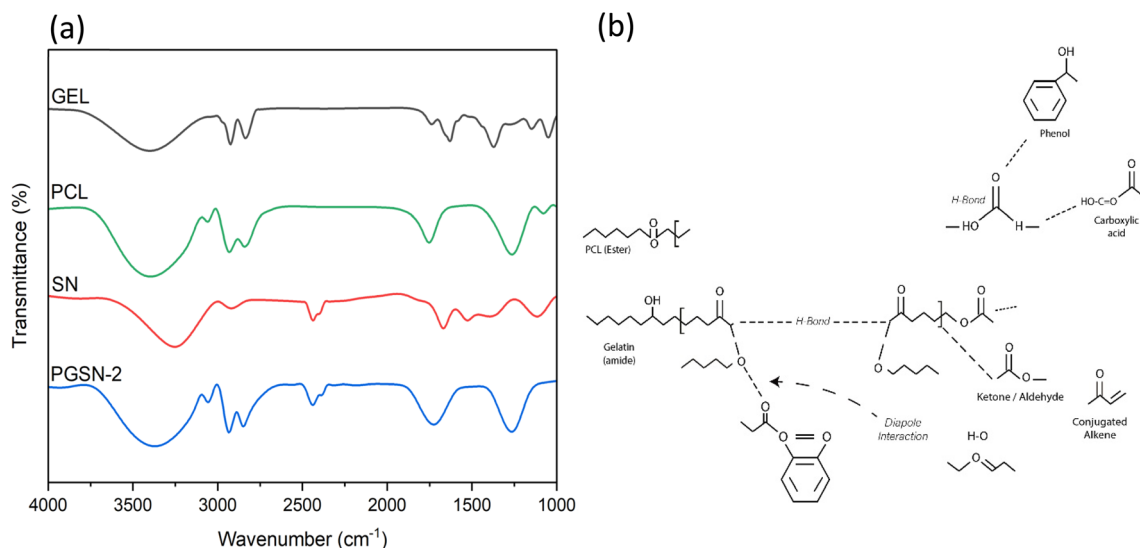 (a)
GEL
PCL
SN
PGSN-2
Transmittance (%)
4000 3500 3000 2500 2000 1500 1000
Wavenumber (cm⁻¹)
(b)
OH
Phenol
O
H-Bond
HO
H
O
HO-C=O
Carboxylic
acid
O
O
PCL (Ester)
OH
O
Gelatin
(amide)
H-Bond
O
O
O
O
O
O
O
Ketone / Aldehyde
O
Conjugated
Alkene
Diapole
Interaction
H-O
O
O
O
O